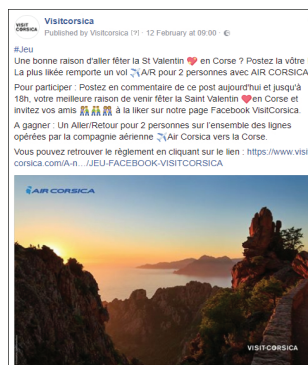 VISIT CORSICA
Visitcorsica
Published by Visitcorsica [?] · 12 February at 09:00 ·
#Jeu
Une bonne raison d'aller fêter la St Valentin 💖 en Corse ? Postez la vôtre
La plus likée remporte un vol ✈️A/R pour 2 personnes avec AIR CORSICA
Pour participer : Postez en commentaire de ce post aujourd'hui et jusqu'à
18h, votre meilleure raison de venir fêter la Saint Valentin ❤️en Corse et
invitez vos amis 👭👬👫 à la liker sur notre page Facebook VisitCorsica.
A gagner : Un Aller/Retour pour 2 personnes sur l'ensemble des lignes
opérées par la compagnie aérienne ✈️Air Corsica vers la Corse.
Vous pouvez retrouver le règlement en cliquant sur le lien : https://www.visi
corsica.com/A-n…/JEU-FACEBOOK-VISITCORSICA
AIR CORSICA
VISIT CORSICA